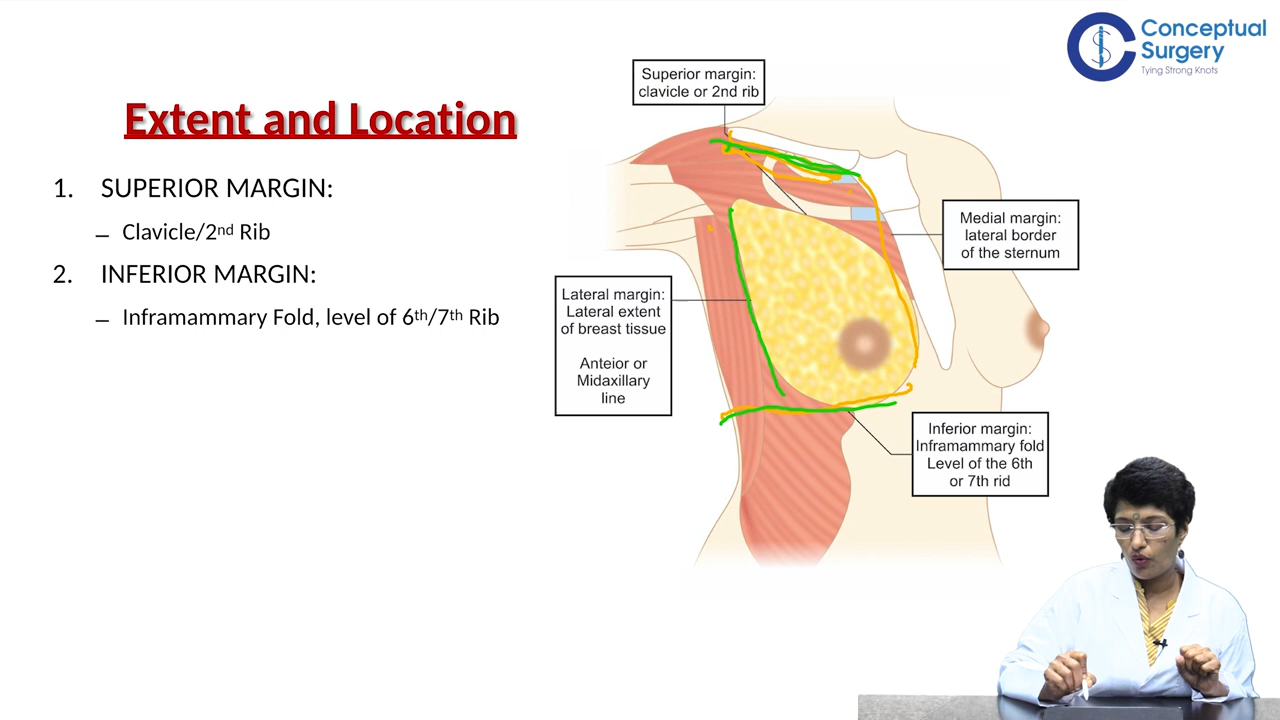 Conceptual
Surgery
Tying Strong Knots
Extent and Location
1. SUPERIOR MARGIN:
– Clavicle/2nd Rib
2. INFERIOR MARGIN:
– Inframammary Fold, level of 6th/7th Rib
Superior margin:
clavicle or 2nd rib
Medial margin:
lateral border
of the sternum
Lateral margin:
Lateral extent
of breast tissue
Anteior or
Midaxillary
line
Inferior margin:
Inframammary fold
Level of the 6th
or 7th rid